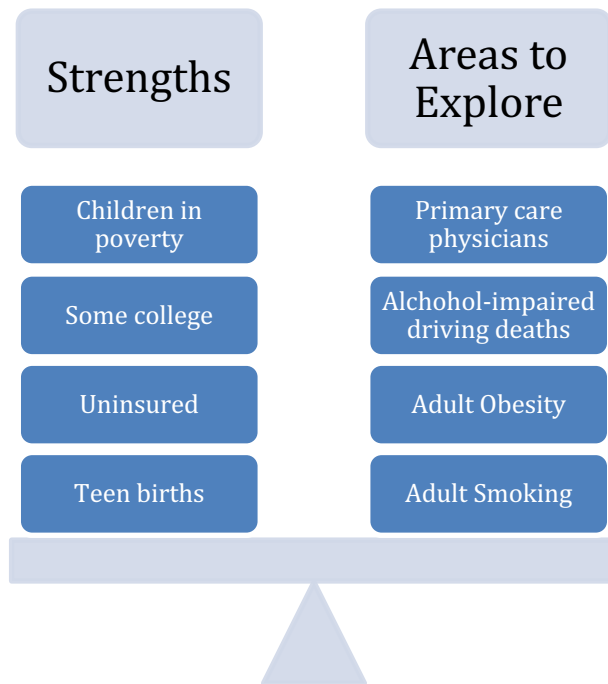 Strengths
Areas to
Explore
Children in
poverty
Some college
Uninsured
Teen births
Primary care
physicians
Alchohol-impaired
driving deaths
Adult Obesity
Adult Smoking